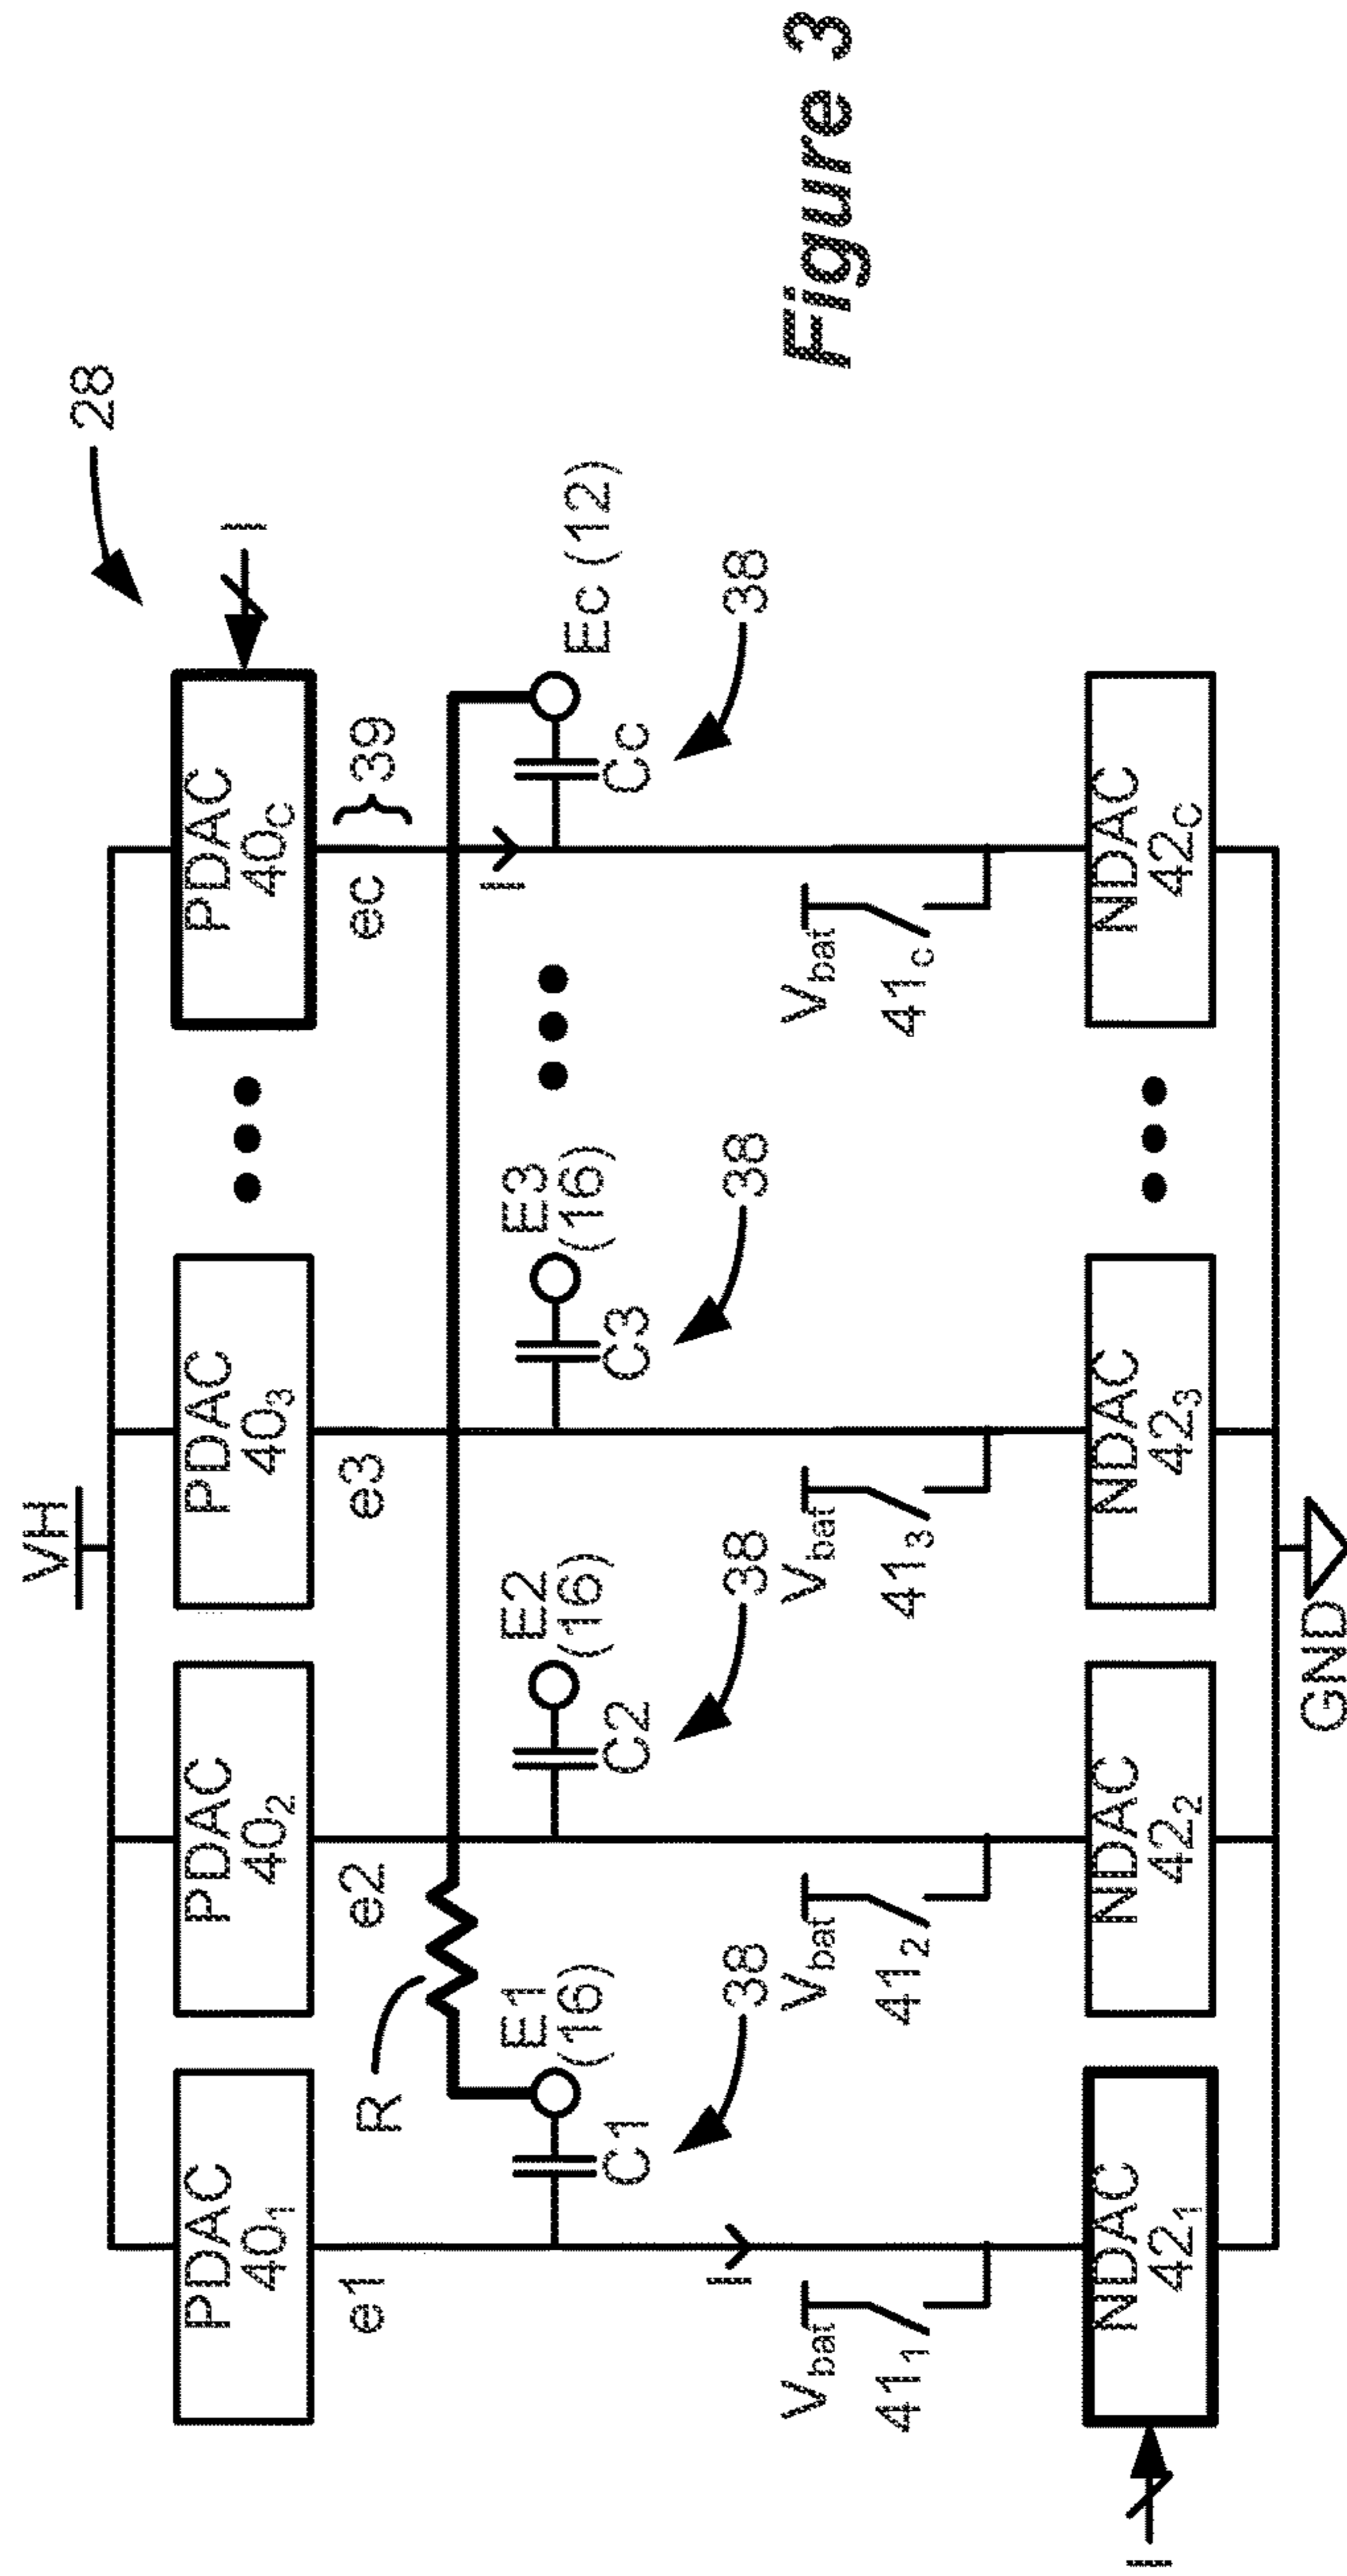 VH
28
PDAC
40₁
PDAC
40₂
PDAC
40₃
PDAC
40C
I
e1
e2
e3
ec
}39
R
I
E1
(16)
E2
(16)
E3
(16)
Ec (12)
C1
C2
C3
Cc
I
38
38
38
38
Vbat
41₁
Vbat
41₂
Vbat
41₃
Vbat
41c
I
NDAC
42₁
NDAC
42₂
NDAC
42₃
NDAC
42C
GND
Figure 3